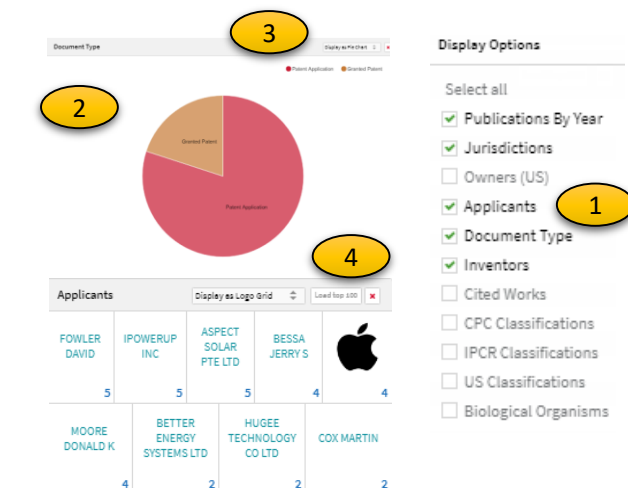 3
Document Type
Display as Pie Chart
Patent Application Granted Patent
2
Granted Patent
Patent Application
4
Applicants
Display as Logo Grid
Load top 100
FOWLER
DAVID
5
IPOWERUP
INC
5
ASPECT
SOLAR
PTE LTD
5
BESSA
JERRY S
4
4
MOORE
DONALD K
4
BETTER
ENERGY
SYSTEMS LTD
2
HUGEE
TECHNOLOGY
CO LTD
2
COX MARTIN
2
Display Options
Select all
Publications By Year
Jurisdictions
Owners (US)
Applicants
1
Document Type
Inventors
Cited Works
CPC Classifications
IPCR Classifications
US Classifications
Biological Organisms